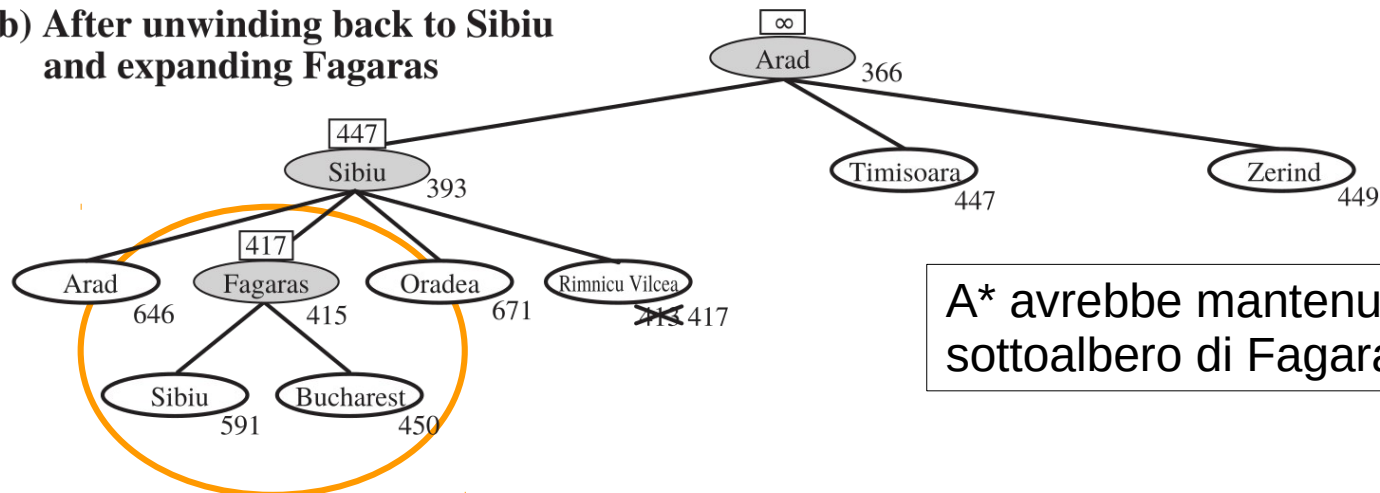 b) After unwinding back to Sibiu
and expanding Fagaras
∞
Arad
366
447
Sibiu
393
Timisoara
447
Zerind
449
Arad
646
417
Fagaras
415
Oradea
671
Rimnicu Vilcea
413 417
Sibiu
591
Bucharest
450
A* avrebbe mantenu
sottoalbero di Fagara